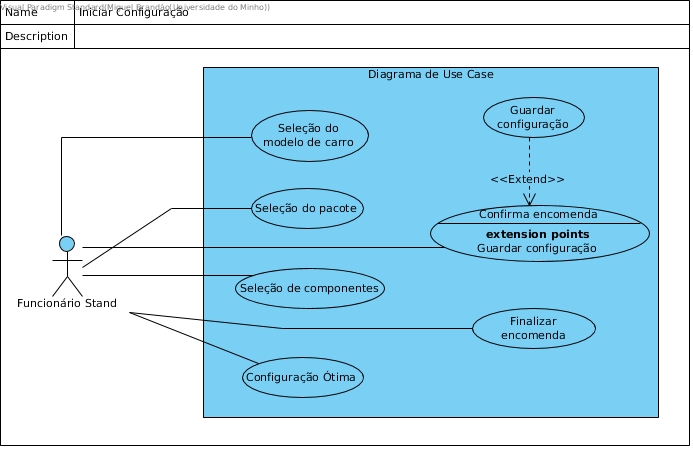 Visual Paradigm Standard(Miguel Brandão(Universidade do Minho))
Name
Iniciar Configuração
Description
Diagrama de Use Case
Guardar
configuração
Seleção do
modelo de carro
<<Extend>>
Seleção do pacote
Confirma encomenda
extension points
Guardar configuração
Seleção de componentes
Funcionário Stand
Finalizar
encomenda
Configuração Ótima